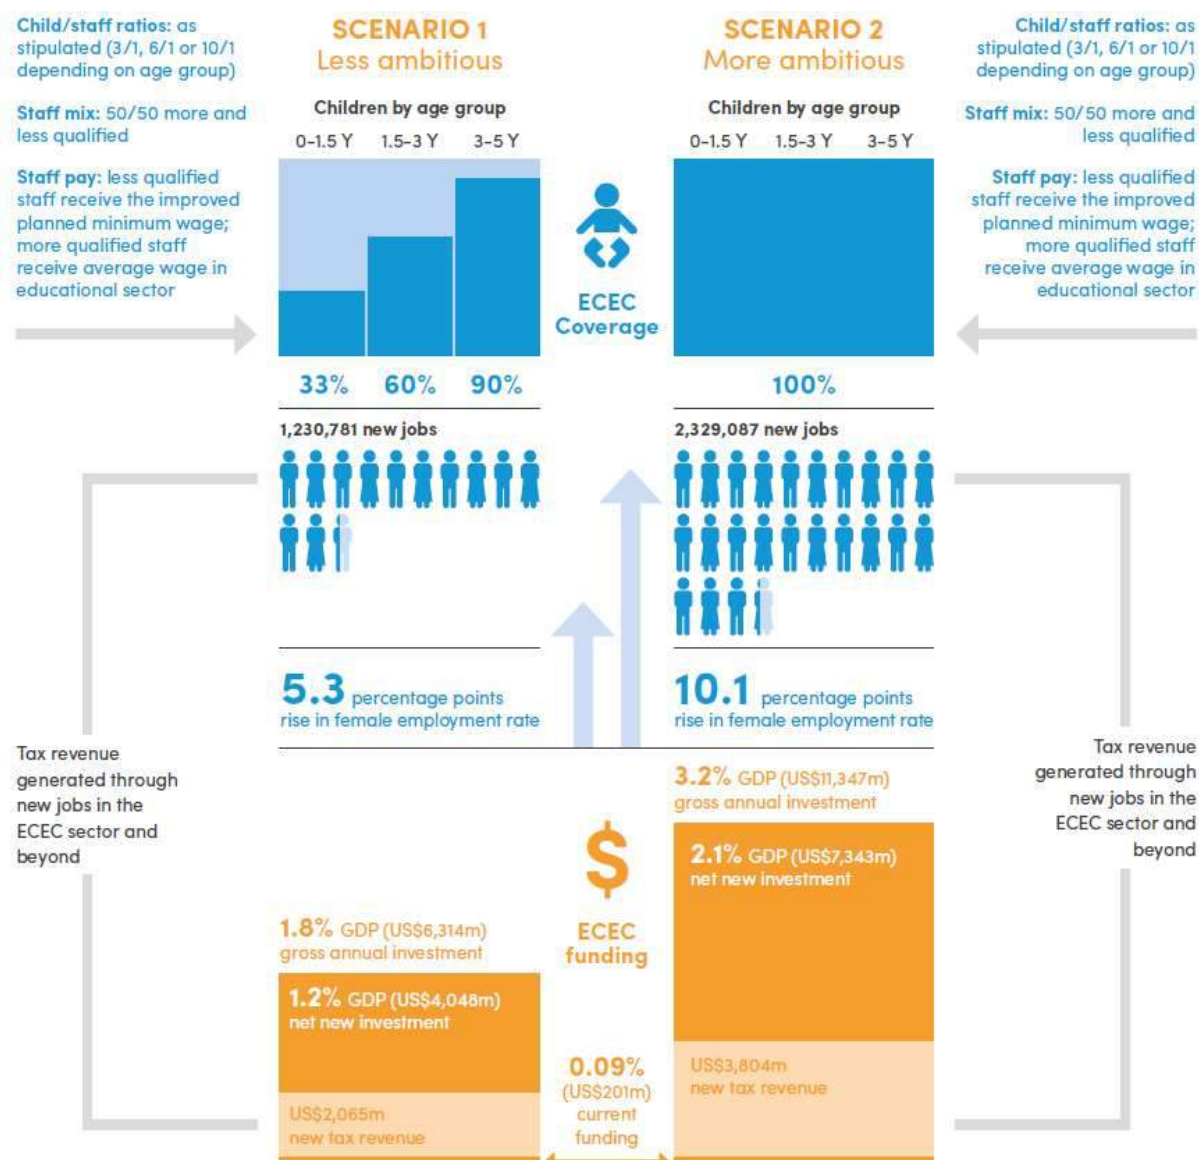 Child/staff ratios: as
stipulated (3/1, 6/1 or 10/1
depending on age group)
Staff mix: 50/50 more and
less qualified
Staff pay: less qualified
staff receive the improved
planned minimum wage;
more qualified staff
receive average wage in
educational sector
SCENARIO 1
Less ambitious
Children by age group
0–1.5 Y 1.5–3 Y 3–5 Y
33% 60% 90%
1,230,781 new jobs
5.3 percentage points
rise in female employment rate
1.8% GDP (US$6,314m)
gross annual investment
1.2% GDP (US$4,048m)
net new investment
US$2,065m
new tax revenue
Tax revenue
generated through
new jobs in the
ECEC sector and
beyond
ECEC
Coverage
$
ECEC
funding
0.09%
(US$201m)
current
funding
SCENARIO 2
More ambitious
Children by age group
0–1.5 Y 1.5–3 Y 3–5 Y
100%
2,329,087 new jobs
10.1 percentage points
rise in female employment rate
3.2% GDP (US$11,347m)
gross annual investment
2.1% GDP (US$7,343m)
net new investment
US$3,804m
new tax revenue
Child/staff ratios: as
stipulated (3/1, 6/1 or 10/1
depending on age group)
Staff mix: 50/50 more and
less qualified
Staff pay: less qualified
staff receive the improved
planned minimum wage;
more qualified staff
receive average wage in
educational sector
Tax revenue
generated through
new jobs in the
ECEC sector and
beyond